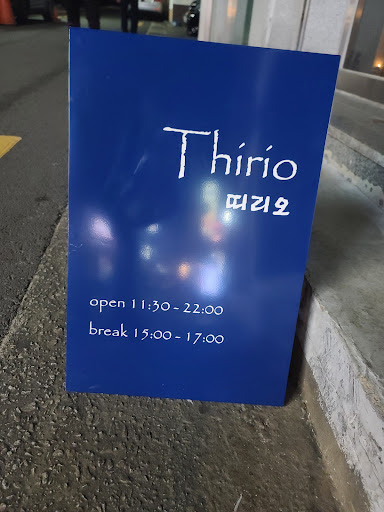 Thirio
띠리오
open 11:30 - 22:00
break 15:00 - 17:00